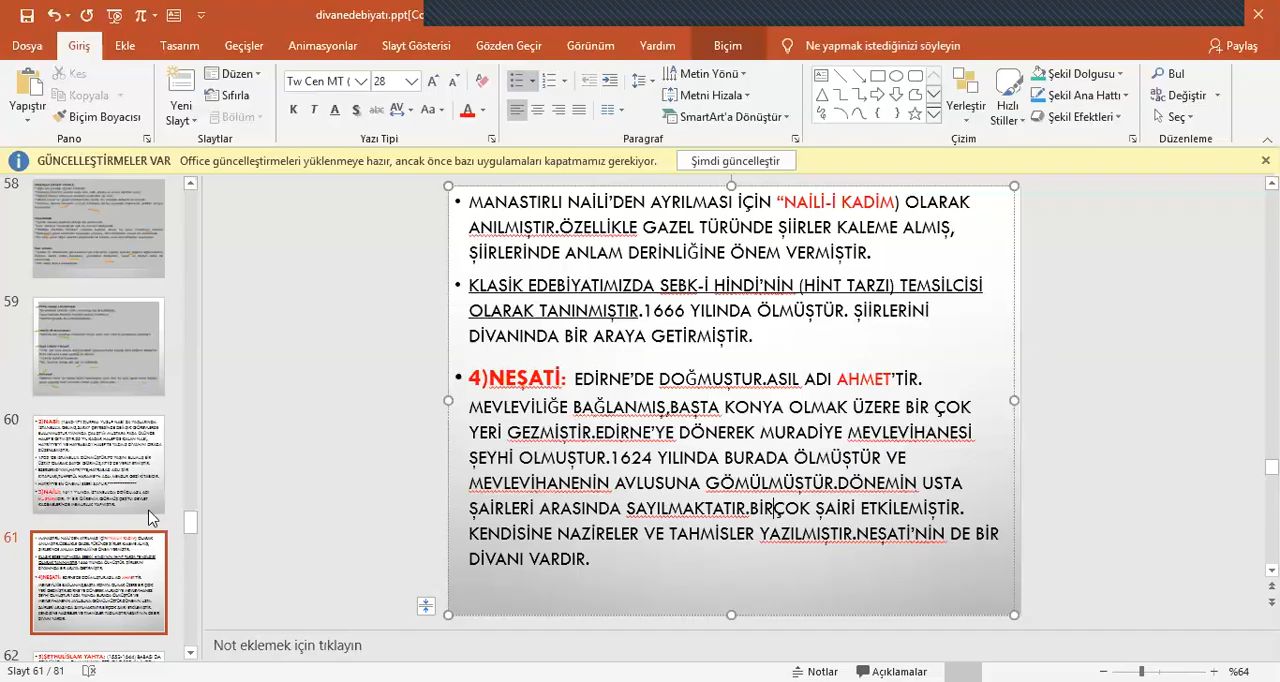 divanedebiyatı.ppt[Co
Dosya Giriş Ekle Tasarım Geçişler Animasyonlar Slayt Gösterisi Gözden Geçir Görünüm Yardım Biçim Ne yapmak istediğinizi söyleyin Paylaş
Yapıştır
Kes
Kopyala
Biçim Boyacısı
Pano
Yeni Slayt
Düzen
Sıfırla
Bölüm
Slaytlar
Tw Cen MT ( 28
K T A S abc AV Aa A
Yazı Tipi
Metin Yönü
Metni Hizala
SmartArt'a Dönüştür
Paragraf
Yerleştir
Hızlı Stiller
Şekil Dolgusu
Şekil Ana Hattı
Şekil Efektleri
Çizim
Bul
Değiştir
Seç
Düzenleme
GÜNCELLEŞTİRMELER VAR Office güncelleştirmeleri yüklenmeye hazır, ancak önce bazı uygulamaları kapatmamız gerekiyor. Şimdi güncelleştir
58
59
60
61
62
• MANASTIRLI NAİLİ'DEN AYRILMASI İÇİN “NAİLİ-İ KADİM) OLARAK
ANILMIŞTIR.ÖZELLİKLE GAZEL TÜRÜNDE ŞİİRLER KALEME ALMIŞ,
ŞİİRLERİNDE ANLAM DERİNLİĞİNE ÖNEM VERMİŞTİR.
• KLASİK EDEBİYATIMIZDA SEBK-İ HİNDİ'NİN (HİNT TARZI) TEMSİLCİSİ
OLARAK TANINMIŞTIR.1666 YILINDA ÖLMÜŞTÜR. ŞİİRLERİNİ
DİVANINDA BİR ARAYA GETİRMİŞTİR.
• 4)NEŞATİ: EDİRNE'DE DOĞMUŞTUR.ASIL ADI AHMET'TİR.
MEVLEVİLİĞE BAĞLANMIŞ,BAŞTA KONYA OLMAK ÜZERE BİR ÇOK
YERİ GEZMİŞTİR.EDİRNE'YE DÖNEREK MURADİYE MEVLEVİHANESİ
ŞEYHİ OLMUŞTUR.1624 YILINDA BURADA ÖLMÜŞTÜR VE
MEVLEVİHANENİN AVLUSUNA GÖMÜLMÜŞTÜR.DÖNEMİN USTA
ŞAİRLERİ ARASINDA SAYILMAKTATIR.BİRÇOK ŞAİRİ ETKİLEMİŞTİR.
KENDİSİNE NAZİRELER VE TAHMİSLER YAZILMIŞTIR.NEŞATİ'NİN DE BİR
DİVANI VARDIR.
Not eklemek için tıklayın
Slayt 61 / 81 Notlar Açıklamalar %64